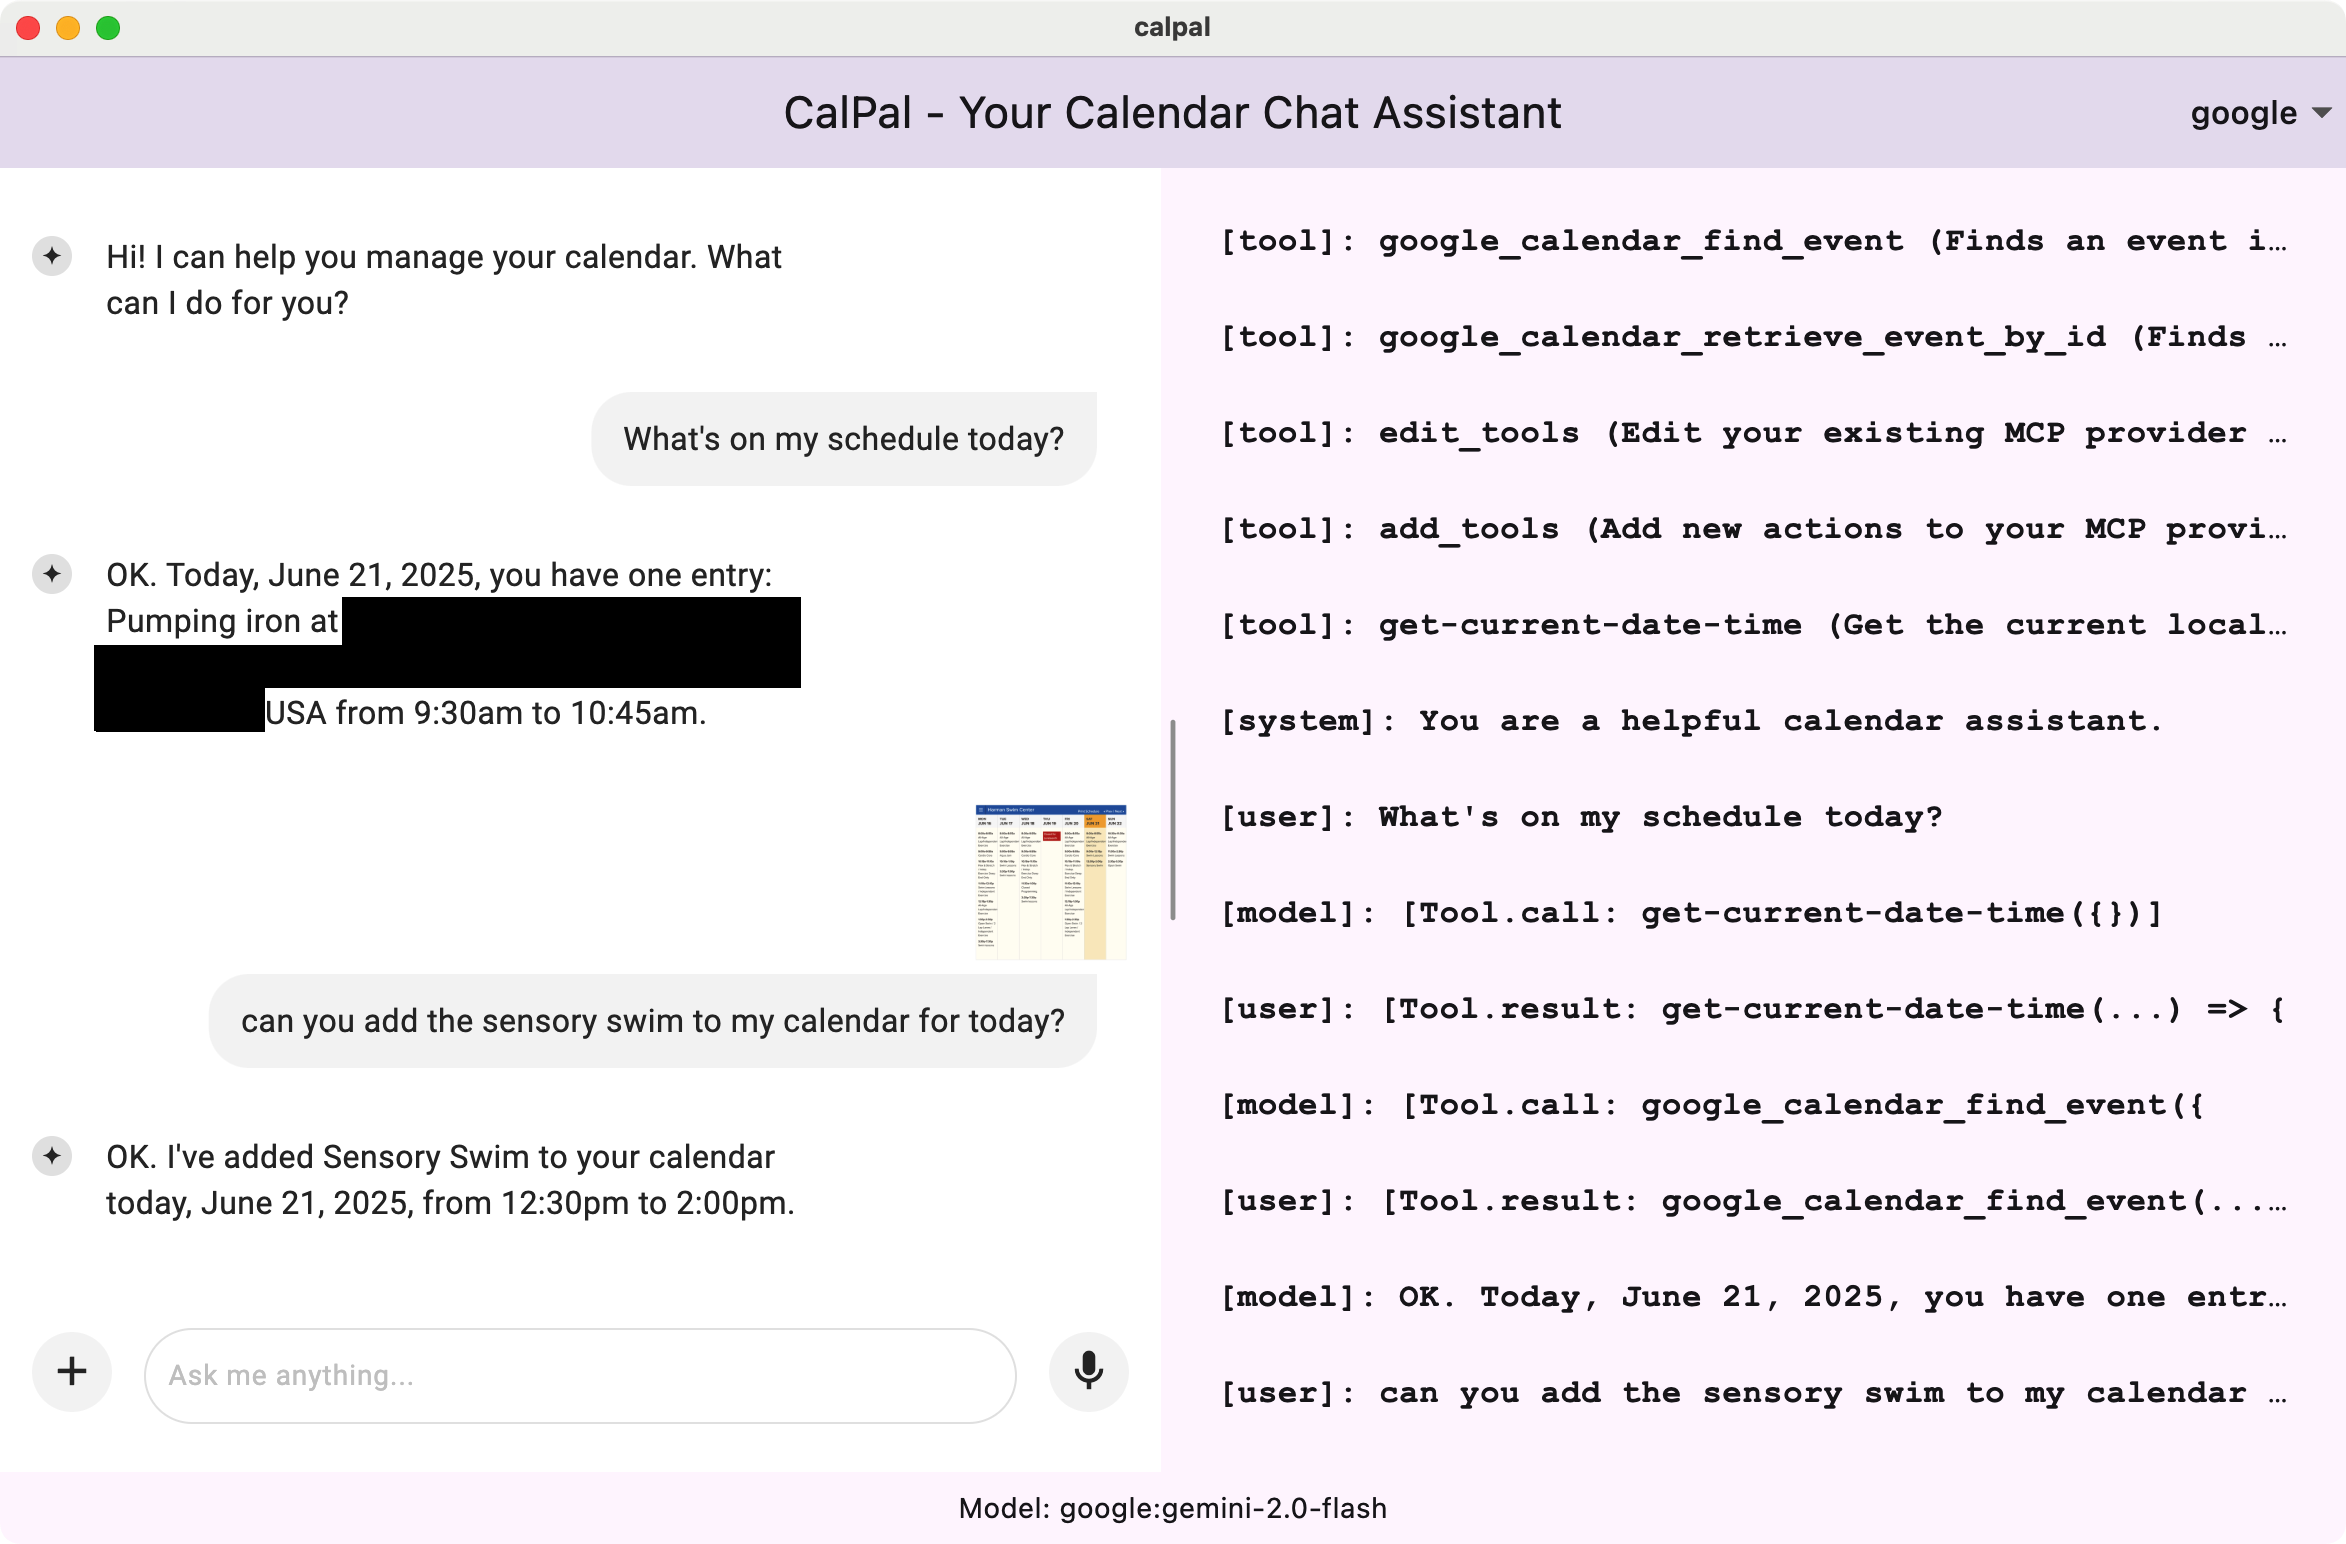 calpal
CalPal - Your Calendar Chat Assistant
google
Hi! I can help you manage your calendar. What
can I do for you?
What's on my schedule today?
OK. Today, June 21, 2025, you have one entry:
Pumping iron at
USA from 9:30am to 10:45am.
can you add the sensory swim to my calendar for today?
OK. I've added Sensory Swim to your calendar
today, June 21, 2025, from 12:30pm to 2:00pm.
Ask me anything...
[tool]: google_calendar_find_event (Finds an event i…
[tool]: google_calendar_retrieve_event_by_id (Finds …
[tool]: edit_tools (Edit your existing MCP provider …
[tool]: add_tools (Add new actions to your MCP provi…
[tool]: get-current-date-time (Get the current local…
[system]: You are a helpful calendar assistant.
[user]: What's on my schedule today?
[model]: [Tool.call: get-current-date-time({})]
[user]: [Tool.result: get-current-date-time(...) => {
[model]: [Tool.call: google_calendar_find_event({
[user]: [Tool.result: google_calendar_find_event(...…
[model]: OK. Today, June 21, 2025, you have one entr…
[user]: can you add the sensory swim to my calendar …
Model: google:gemini-2.0-flash